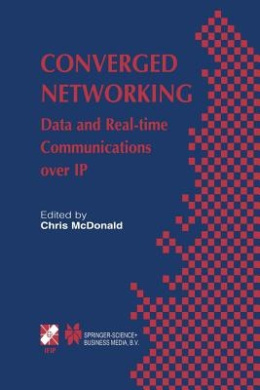 CONVERGED
NETWORKING
Data and Real-time
Communications
over IP
Edited by
Chris McDonald
ifip
SPRINGER-SCIENCE+
BUSINESS MEDIA, B.V.